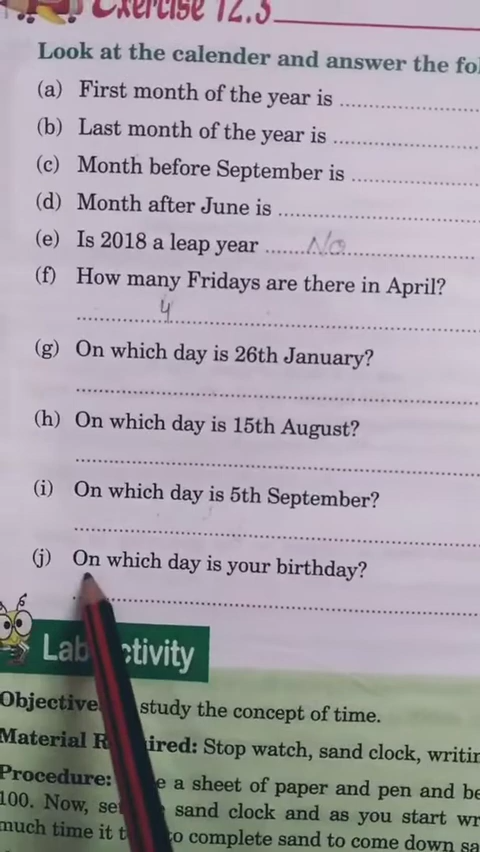 Exercise 12.3
Look at the calender and answer the fol
(a) First month of the year is ....................
(b) Last month of the year is ....................
(c) Month before September is ....................
(d) Month after June is ....................
(e) Is 2018 a leap year ....... No ....................
(f) How many Fridays are there in April?
.................... 4 ....................
(g) On which day is 26th January?
....................
(h) On which day is 15th August?
....................
(i) On which day is 5th September?
....................
(j) On which day is your birthday?
....................
Lab Activity
Objective study the concept of time.
Material Required: Stop watch, sand clock, writin
Procedure: a sheet of paper and pen and be
100. Now, se sand clock and as you start wr
much time it to complete sand to come down sa